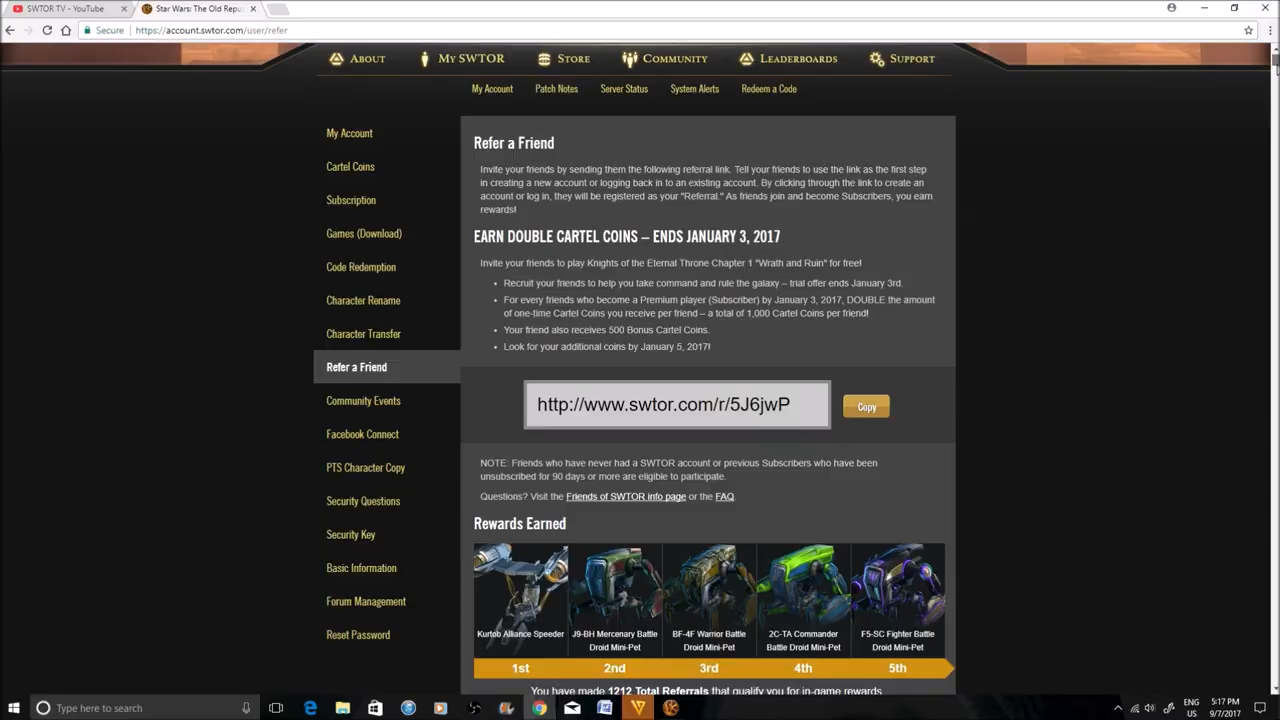 SWTOR TV - YouTube
Star Wars: The Old Repu
Secure
https://account.swtor.com/user/refer
ABOUT MY SWTOR STORE COMMUNITY LEADERBOARDS SUPPORT
My Account Patch Notes Server Status System Alerts Redeem a Code
My Account
Cartel Coins
Subscription
Games (Download)
Code Redemption
Character Rename
Character Transfer
Refer a Friend
Community Events
Facebook Connect
PTS Character Copy
Security Questions
Security Key
Basic Information
Forum Management
Reset Password
Refer a Friend
Invite your friends by sending them the following referral link. Tell your friends to use the link as the first step
in creating a new account or logging back in to an existing account. By clicking through the link to create an
account or log in, they will be registered as your "Referral." As friends join and become Subscribers, you earn
rewards!
EARN DOUBLE CARTEL COINS – ENDS JANUARY 3, 2017
Invite your friends to play Knights of the Eternal Throne Chapter 1 "Wrath and Ruin" for free!
• Recruit your friends to help you take command and rule the galaxy – trial offer ends January 3rd.
• For every friends who become a Premium player (Subscriber) by January 3, 2017, DOUBLE the amount
of one-time Cartel Coins you receive per friend – a total of 1,000 Cartel Coins per friend!
• Your friend also receives 500 Bonus Cartel Coins.
• Look for your additional coins by January 5, 2017!
http://www.swtor.com/r/5J6jwP
Copy
NOTE: Friends who have never had a SWTOR account or previous Subscribers who have been
unsubscribed for 90 days or more are eligible to participate.
Questions? Visit the Friends of SWTOR info page or the FAQ.
Rewards Earned
Kurtob Alliance Speeder
J9-BH Mercenary Battle
Droid Mini-Pet
BF-4F Warrior Battle
Droid Mini-Pet
2C-TA Commander
Battle Droid Mini-Pet
F5-SC Fighter Battle
Droid Mini-Pet
1st 2nd 3rd 4th 5th
You have made 1212 Total Referrals that qualify you for in-game rewards
Type here to search
ENG
US
5:17 PM
9/7/2017